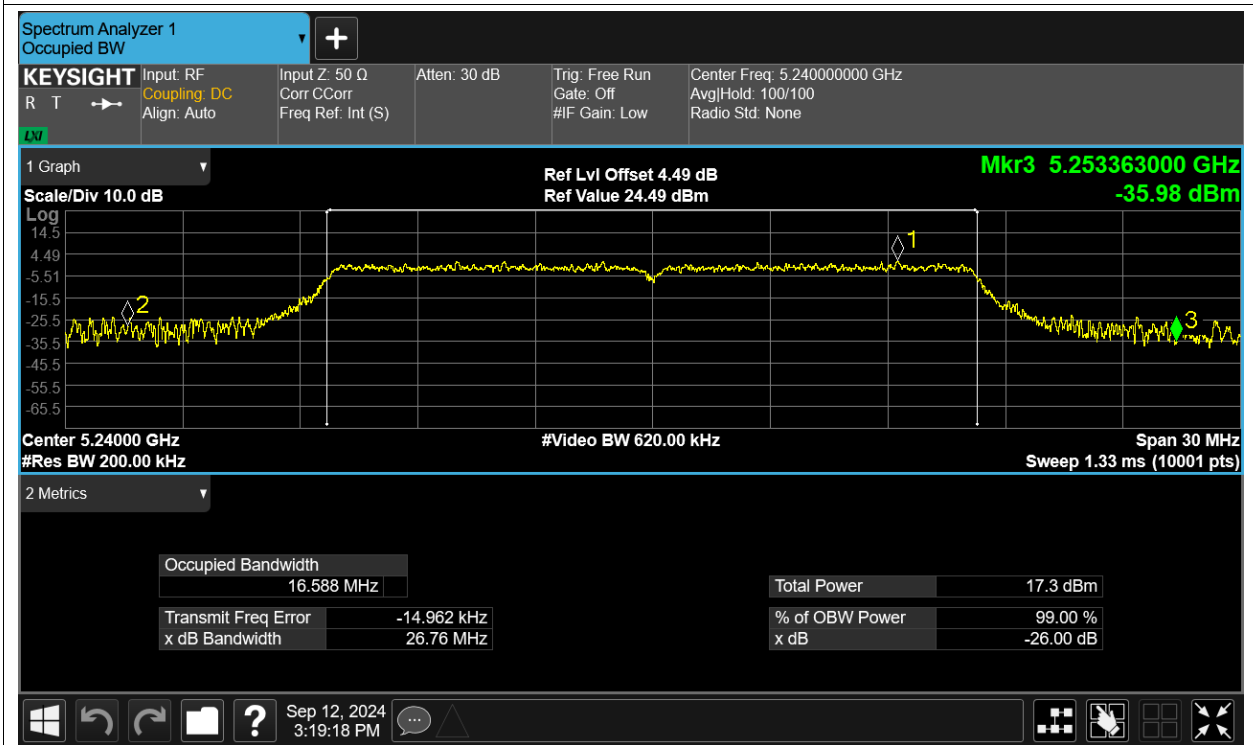 Spectrum Analyzer 1
Occupied BW
KEYSIGHT
R T
LXI
Input: RF
Coupling: DC
Align: Auto
Input Z: 50 Ω
Corr CCorr
Freq Ref: Int (S)
Atten: 30 dB
Trig: Free Run
Gate: Off
#IF Gain: Low
Center Freq: 5.240000000 GHz
Avg|Hold: 100/100
Radio Std: None
1 Graph
Scale/Div 10.0 dB
Ref Lvl Offset 4.49 dB
Ref Value 24.49 dBm
Mkr3 5.253363000 GHz
-35.98 dBm
Log
14.5
4.49
-5.51
-15.5
-25.5
-35.5
-45.5
-55.5
-65.5
1
2
3
Center 5.24000 GHz
#Video BW 620.00 kHz
Span 30 MHz
#Res BW 200.00 kHz
Sweep 1.33 ms (10001 pts)
2 Metrics
Occupied Bandwidth
16.588 MHz
Transmit Freq Error -14.962 kHz
x dB Bandwidth 26.76 MHz
Total Power 17.3 dBm
% of OBW Power 99.00 %
x dB -26.00 dB
?
Sep 12, 2024
3:19:18 PM